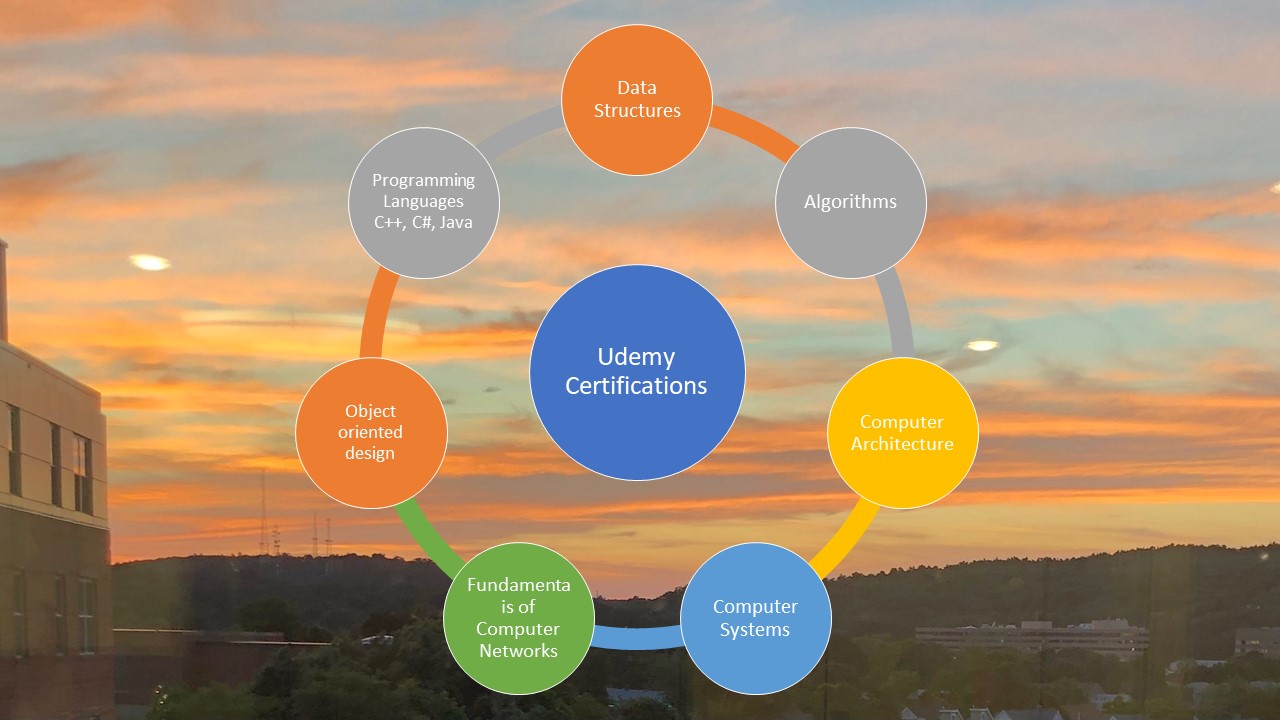 Data
Structures
Algorithms
Computer
Architecture
Computer
Systems
Fundamenta
is of
Computer
Networks
Object
oriented
design
Programming
Languages
C++, C#, Java
Udemy
Certifications